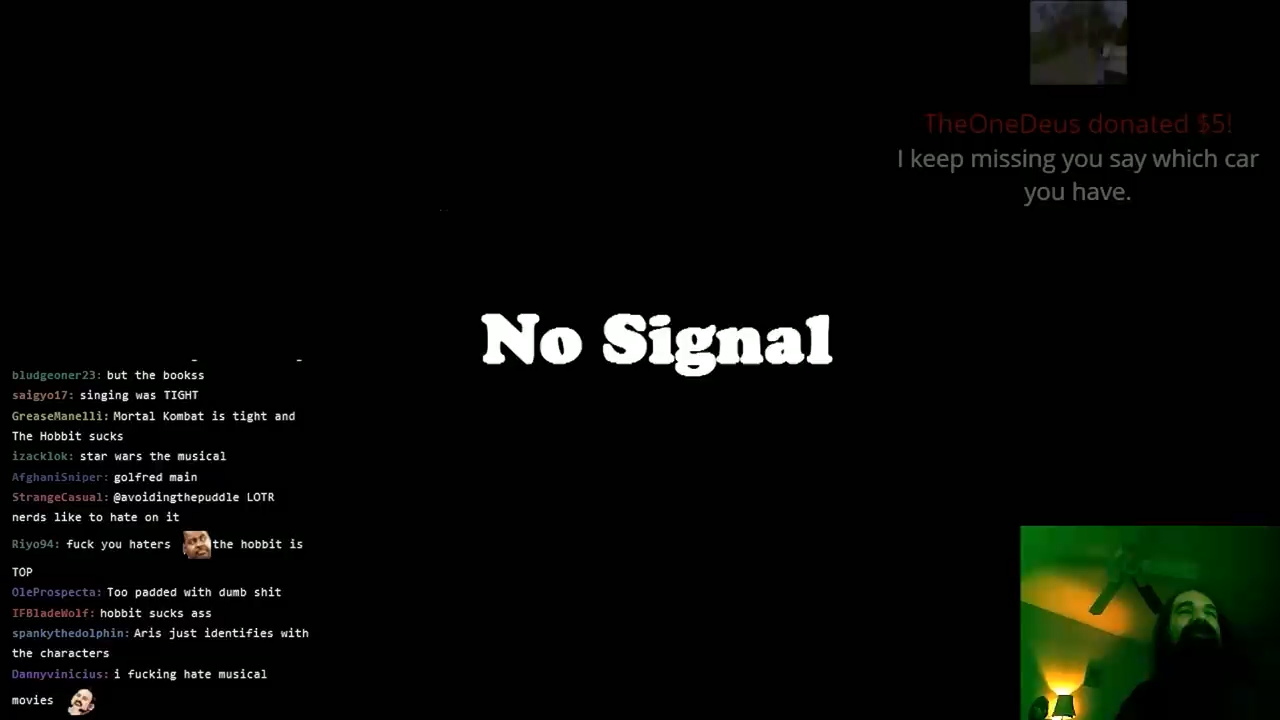 TheOneDeus donated $5!
I keep missing you say which car
you have.
No Signal
bludgeoner23: but the bookss
saigyo17: singing was TIGHT
GreaseManelli: Mortal Kombat is tight and
The Hobbit sucks
izacklok: star wars the musical
AfghaniSniper: golfred main
StrangeCasual: @avoidingthepuddle LOTR
nerds like to hate on it
Riyo94: fuck you haters the hobbit is
TOP
OleProspecta: Too padded with dumb shit
IFBladeWolf: hobbit sucks ass
spankythedolphin: Aris just identifies with
the characters
Dannyvinicius: i fucking hate musical
movies